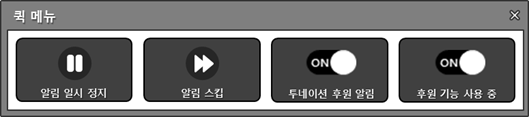 퀵 메뉴
알림 일시 정지
알림 스킵
ON
투네이션 후원 알림
ON
후원 기능 사용 중